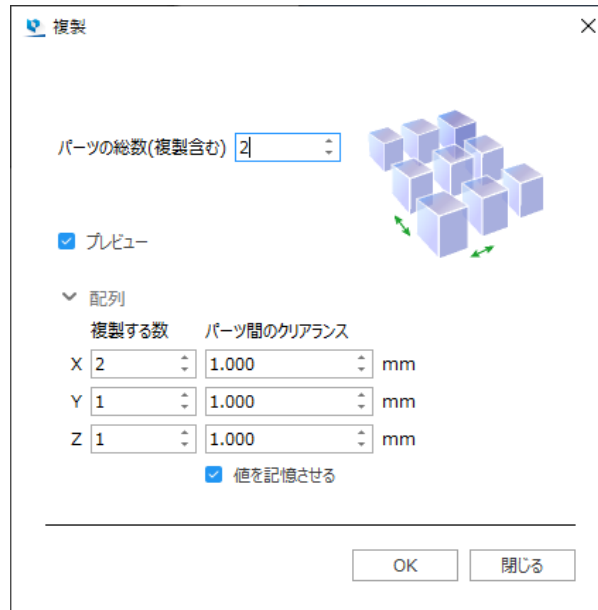 複製
パーツの総数(複製含む) 2
プレビュー
配列
複製する数 パーツ間のクリアランス
X 2 1.000 mm
Y 1 1.000 mm
Z 1 1.000 mm
値を記憶させる
OK 閉じる